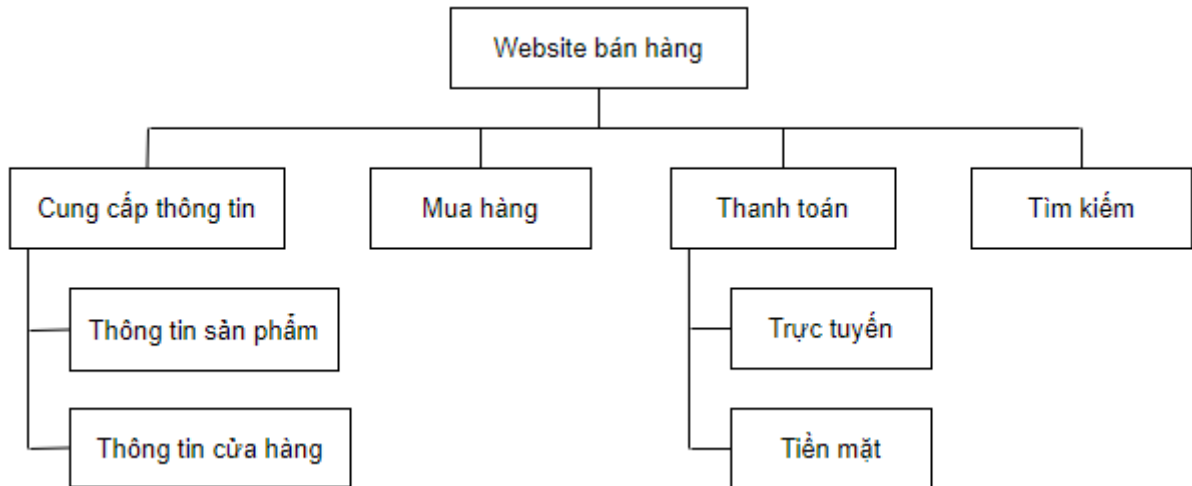 Website bán hàng
Cung cấp thông tin
Mua hàng
Thanh toán
Tìm kiếm
Thông tin sản phẩm
Trực tuyến
Thông tin cửa hàng
Tiền mặt